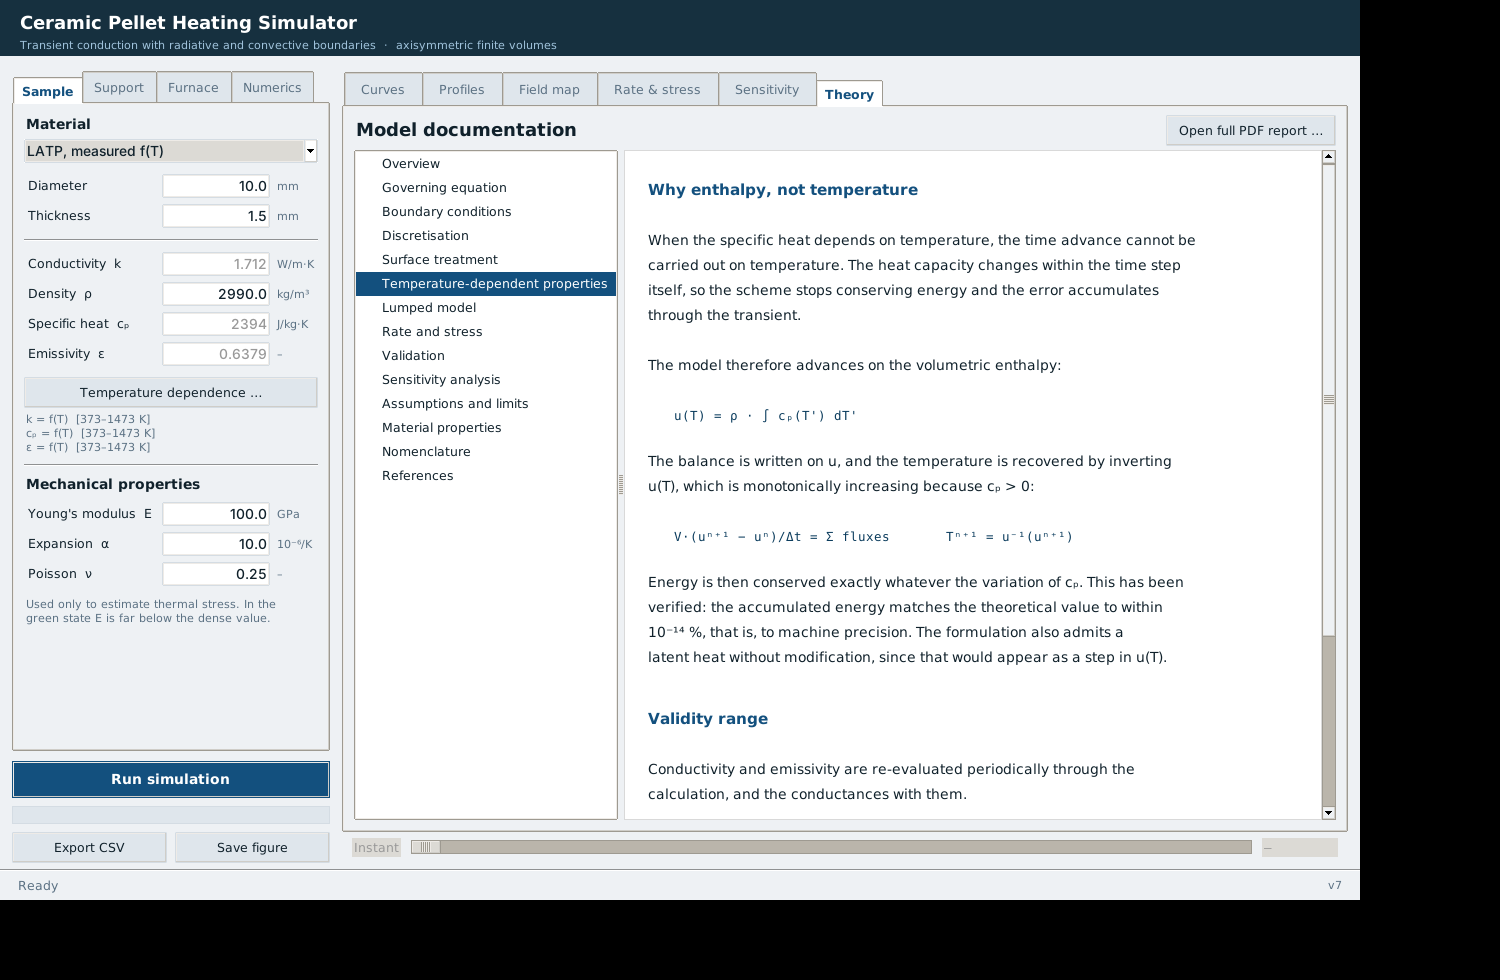 Ceramic Pellet Heating Simulator
Transient conduction with radiative and convective boundaries · axisymmetric finite volumes
Sample
Support
Furnace
Numerics
Material
LATP, measured f(T)
Diameter 10.0 mm
Thickness 1.5 mm
Conductivity k 1.712 W/m·K
Density ρ 2990.0 kg/m³
Specific heat cₚ 2394 J/kg·K
Emissivity ε 0.6379 –
Temperature dependence ...
k = f(T) [373–1473 K]
cₚ = f(T) [373–1473 K]
ε = f(T) [373–1473 K]
Mechanical properties
Young's modulus E 100.0 GPa
Expansion α 10.0 10⁻⁶/K
Poisson ν 0.25 –
Used only to estimate thermal stress. In the
green state E is far below the dense value.
Run simulation
Export CSV
Save figure
Curves
Profiles
Field map
Rate & stress
Sensitivity
Theory
Model documentation
Open full PDF report ...
Overview
Governing equation
Boundary conditions
Discretisation
Surface treatment
Temperature-dependent properties
Lumped model
Rate and stress
Validation
Sensitivity analysis
Assumptions and limits
Material properties
Nomenclature
References
Why enthalpy, not temperature
When the specific heat depends on temperature, the time advance cannot be
carried out on temperature. The heat capacity changes within the time step
itself, so the scheme stops conserving energy and the error accumulates
through the transient.
The model therefore advances on the volumetric enthalpy:
u(T) = ρ · ∫ cₚ(T') dT'
The balance is written on u, and the temperature is recovered by inverting
u(T), which is monotonically increasing because cₚ > 0:
V·(uⁿ⁺¹ − uⁿ)/Δt = Σ fluxes Tⁿ⁺¹ = u⁻¹(uⁿ⁺¹)
Energy is then conserved exactly whatever the variation of cₚ. This has been
verified: the accumulated energy matches the theoretical value to within
10⁻¹⁴ %, that is, to machine precision. The formulation also admits a
latent heat without modification, since that would appear as a step in u(T).
Validity range
Conductivity and emissivity are re-evaluated periodically through the
calculation, and the conductances with them.
Instant
—
Ready
v7